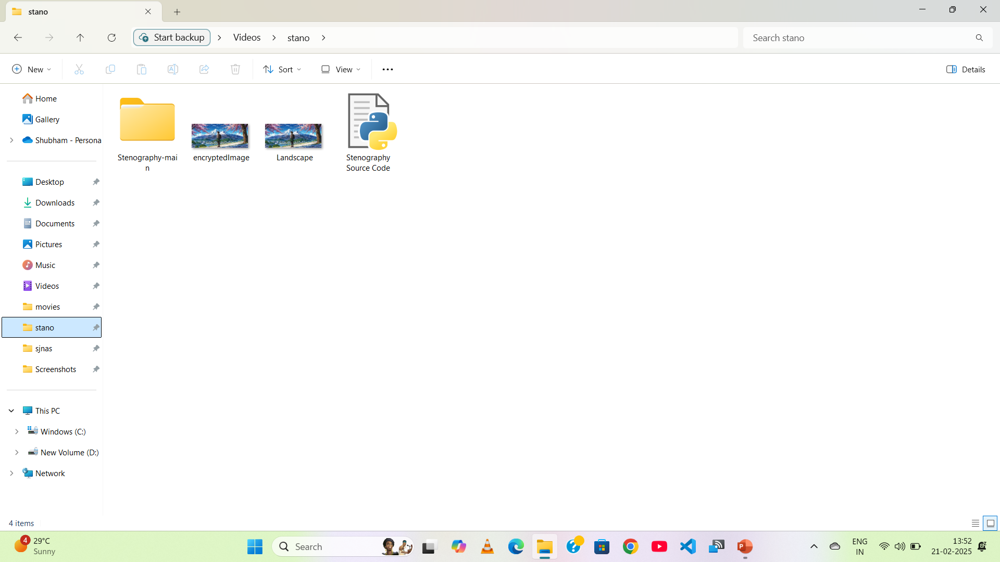 stano
Start backup
Videos
stano
Search stano
New
Sort
View
Details
Home
Gallery
Shubham - Persona
Desktop
Downloads
Documents
Pictures
Music
Videos
movies
stano
sjnas
Screenshots
This PC
Windows (C:)
New Volume (D:)
Network
Stenography-mai
n
encryptedImage
Landscape
Stenography
Source Code
4 items
4
29°C
Sunny
Search
ENG
IN
13:52
21-02-2025